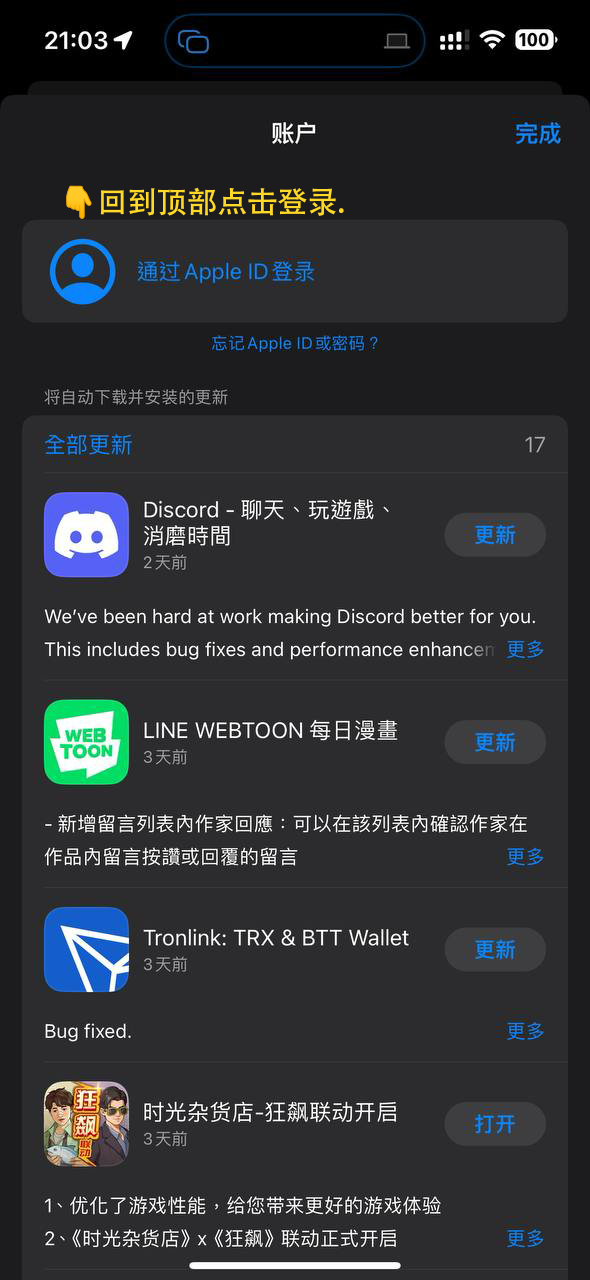 21:03
100
账户
完成
👇回到顶部点击登录.
通过 Apple ID 登录
忘记 Apple ID 或密码？
将自动下载并安装的更新
全部更新
17
Discord - 聊天、玩遊戲、
消磨時間
2天前
更新
We’ve been hard at work making Discord better for you.
This includes bug fixes and performance enhancem
更多
WEB
TOON
LINE WEBTOON 每日漫畫
3天前
更新
- 新增留言列表內作家回應：可以在該列表內確認作家在
作品內留言按讚或回覆的留言
更多
Tronlink: TRX & BTT Wallet
3天前
更新
Bug fixed.
更多
狂
飙
联动
时光杂货店-狂飙联动开启
3天前
打开
1、优化了游戏性能，给您带来更好的游戏体验
2、《时光杂货店》x《狂飙》联动正式开启
更多